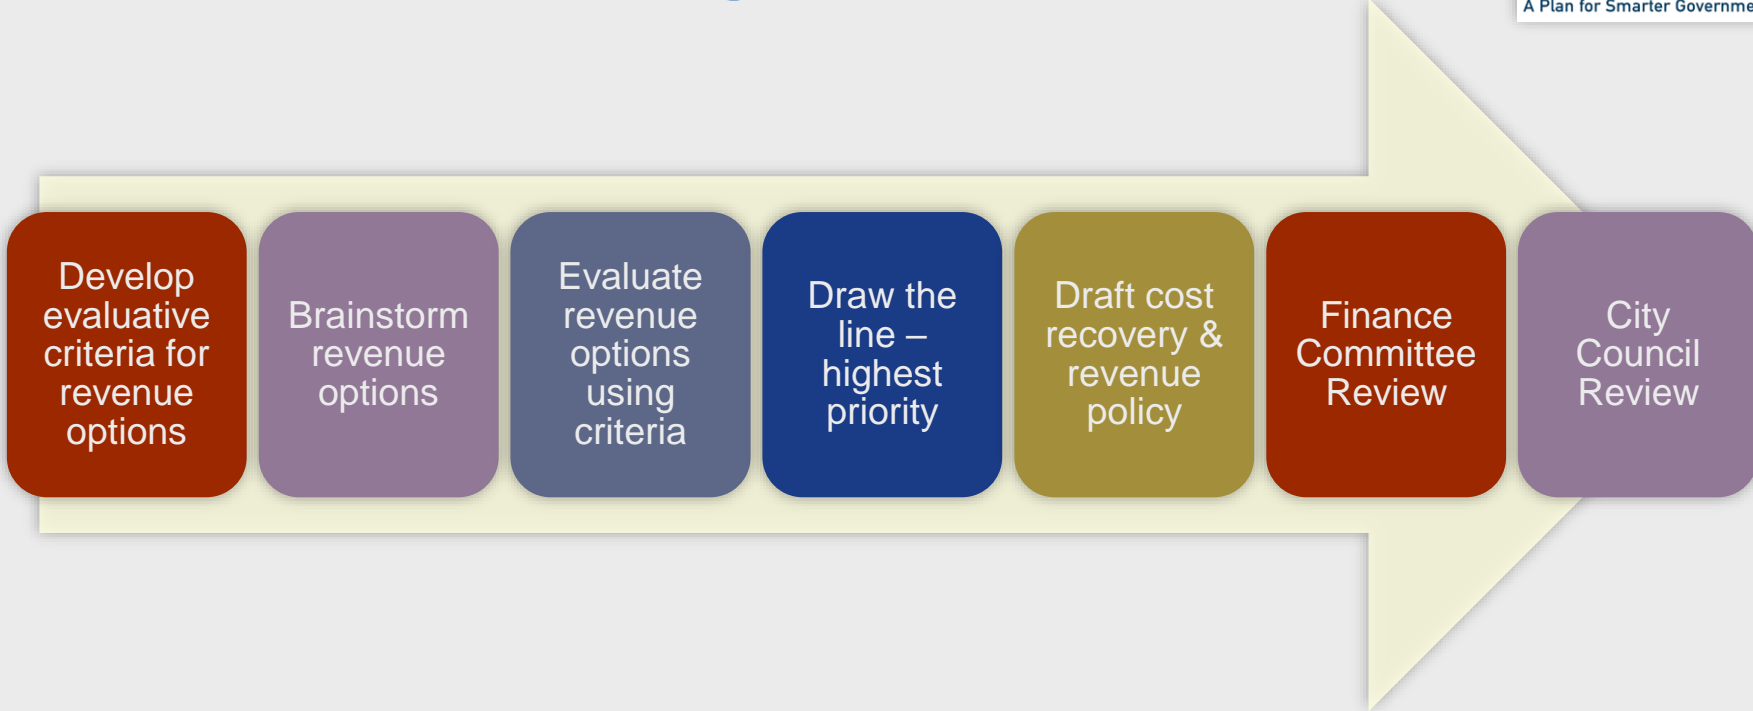 A Plan for Smarter Governme
Develop
evaluative
criteria for
revenue
options
Brainstorm
revenue
options
Evaluate
revenue
options
using
criteria
Draw the
line –
highest
priority
Draft cost
recovery &
revenue
policy
Finance
Committee
Review
City
Council
Review